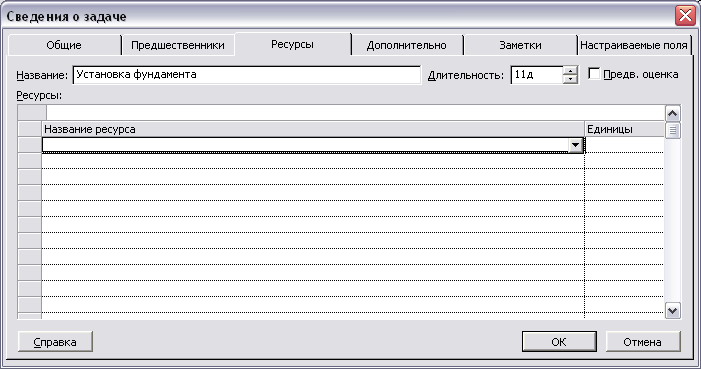 Сведения о задаче
Общие Предшественники Ресурсы Дополнительно Заметки Настраиваемые поля
Название: Установка фундамента Длительность: 11д Предв. оценка
Ресурсы:
Название ресурса Единицы
Справка ОК Отмена